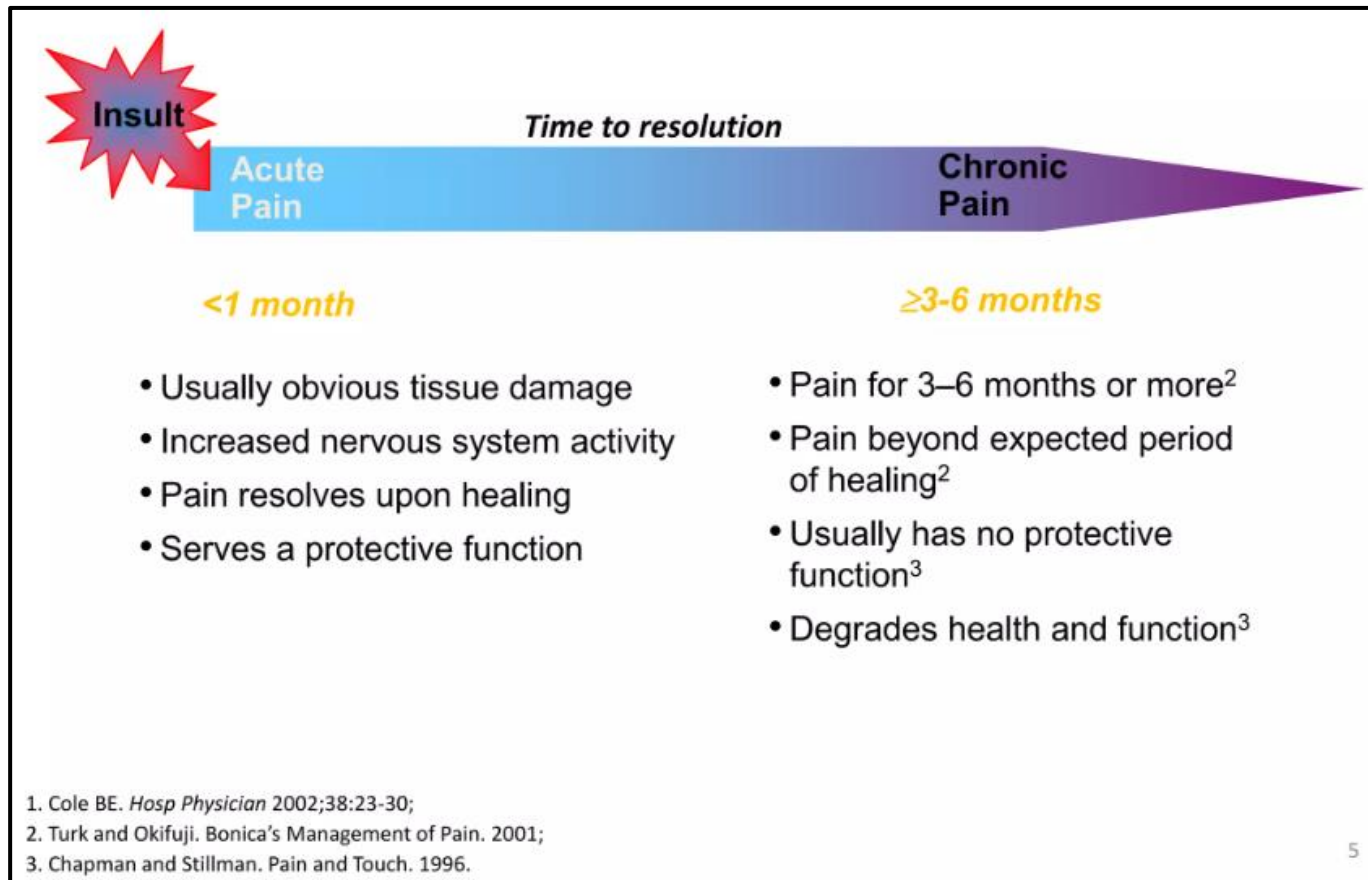 Insult
Time to resolution
Acute
Pain
Chronic
Pain
<1 month
• Usually obvious tissue damage
• Increased nervous system activity
• Pain resolves upon healing
• Serves a protective function
≥3-6 months
• Pain for 3–6 months or more²
• Pain beyond expected period
of healing²
• Usually has no protective
function³
• Degrades health and function³
1. Cole BE. Hosp Physician 2002;38:23-30;
2. Turk and Okifuji. Bonica’s Management of Pain. 2001;
3. Chapman and Stillman. Pain and Touch. 1996.
5